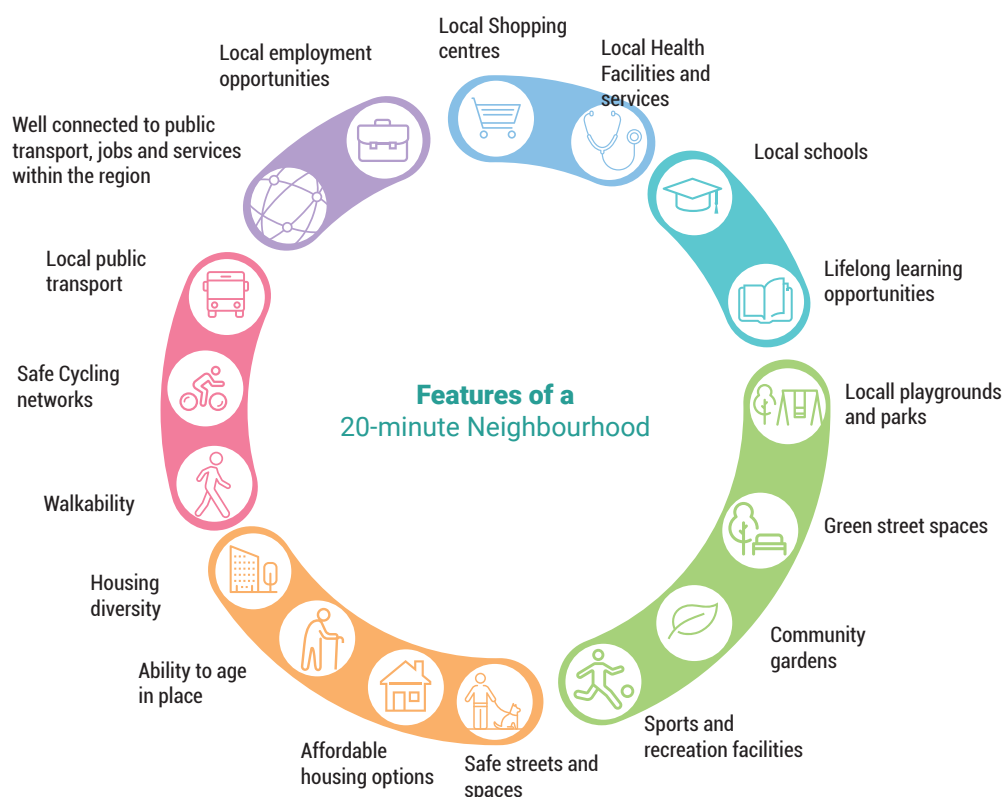 Local Shopping
centres
Local Health
Facilities and
services
Local schools
Lifelong learning
opportunities
Locall playgrounds
and parks
Green street spaces
Community
gardens
Sports and
recreation facilities
Safe streets and
spaces
Affordable
housing options
Ability to age
in place
Housing
diversity
Walkability
Safe Cycling
networks
Local public
transport
Well connected to public
transport, jobs and services
within the region
Local employment
opportunities
Features of a
20-minute Neighbourhood